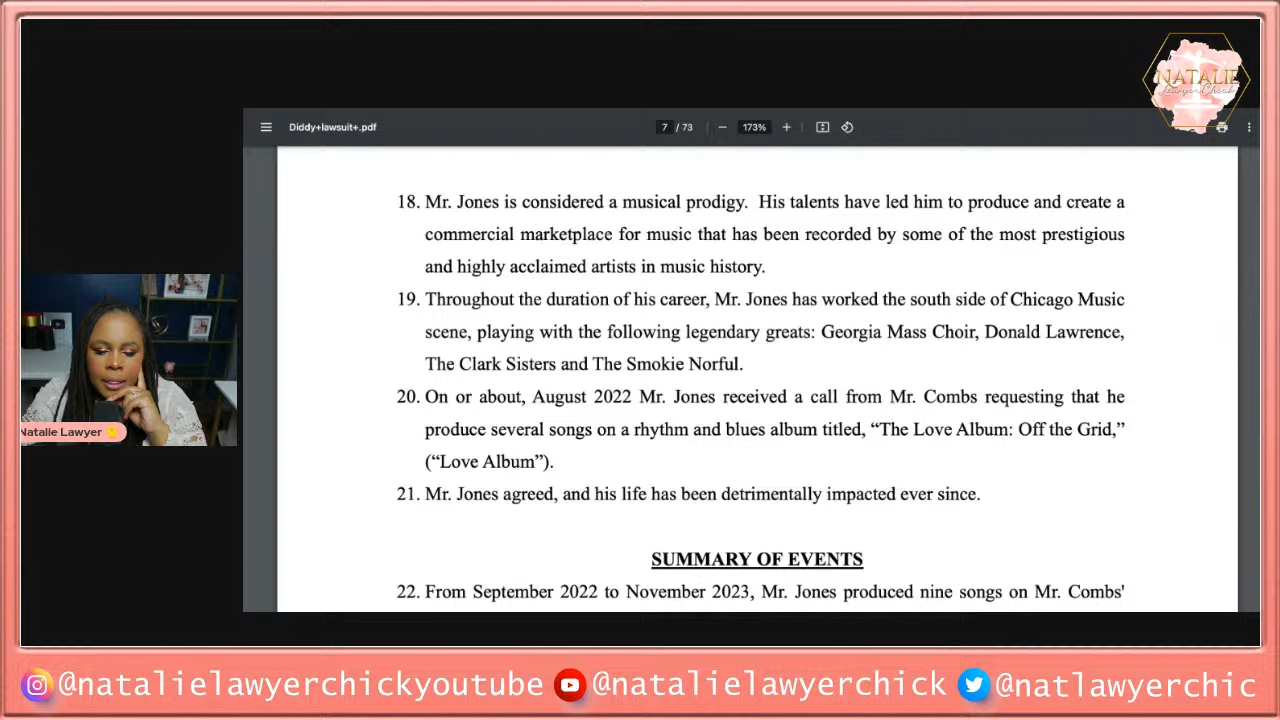 NATALIE
LawyerChick
Diddy+lawsuit+.pdf
7 / 73
173%
18. Mr. Jones is considered a musical prodigy. His talents have led him to produce and create a
commercial marketplace for music that has been recorded by some of the most prestigious
and highly acclaimed artists in music history.
19. Throughout the duration of his career, Mr. Jones has worked the south side of Chicago Music
scene, playing with the following legendary greats: Georgia Mass Choir, Donald Lawrence,
The Clark Sisters and The Smokie Norful.
20. On or about, August 2022 Mr. Jones received a call from Mr. Combs requesting that he
produce several songs on a rhythm and blues album titled, “The Love Album: Off the Grid,”
(“Love Album”).
21. Mr. Jones agreed, and his life has been detrimentally impacted ever since.
SUMMARY OF EVENTS
22. From September 2022 to November 2023, Mr. Jones produced nine songs on Mr. Combs'
Natalie Lawyer
@natalielawyerchickyoutube
@natalielawyerchick
@natlawyerchic